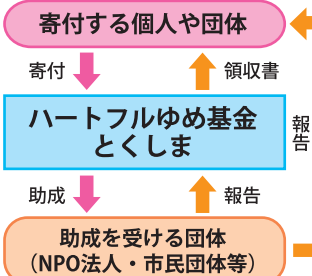 寄付する個人や団体
寄付
領収書
ハートフルゆめ基金
とくしま
報告
助成
報告
助成を受ける団体
（NPO法人・市民団体等）